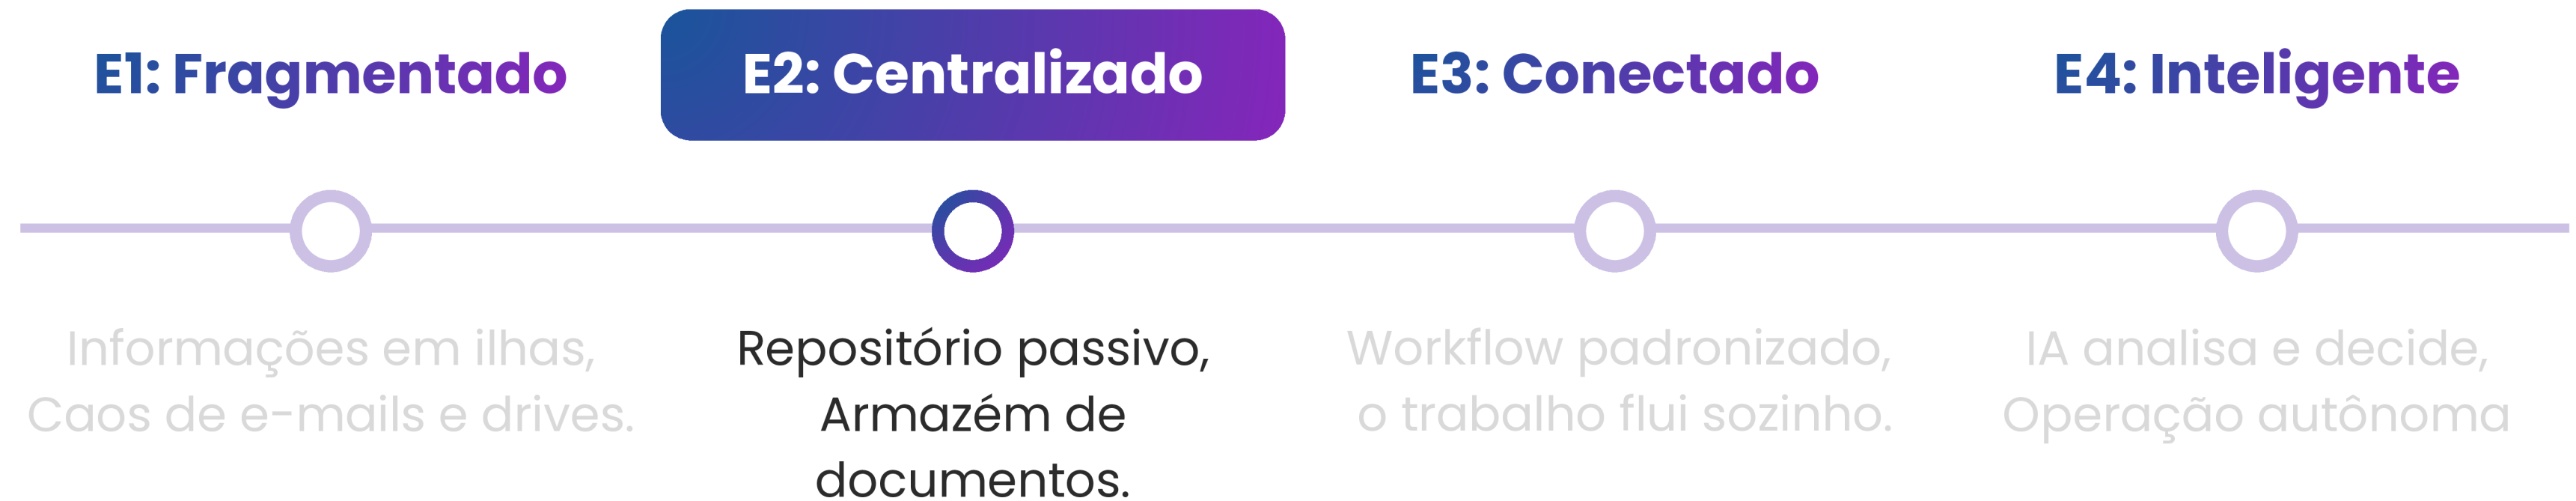 E1: Fragmentado
E2: Centralizado
E3: Conectado
E4: Inteligente
Informações em ilhas,
Caos de e-mails e drives.
Repositório passivo,
Armazém de
documentos.
Workflow padronizado,
o trabalho flui sozinho.
IA analisa e decide,
Operação autônoma